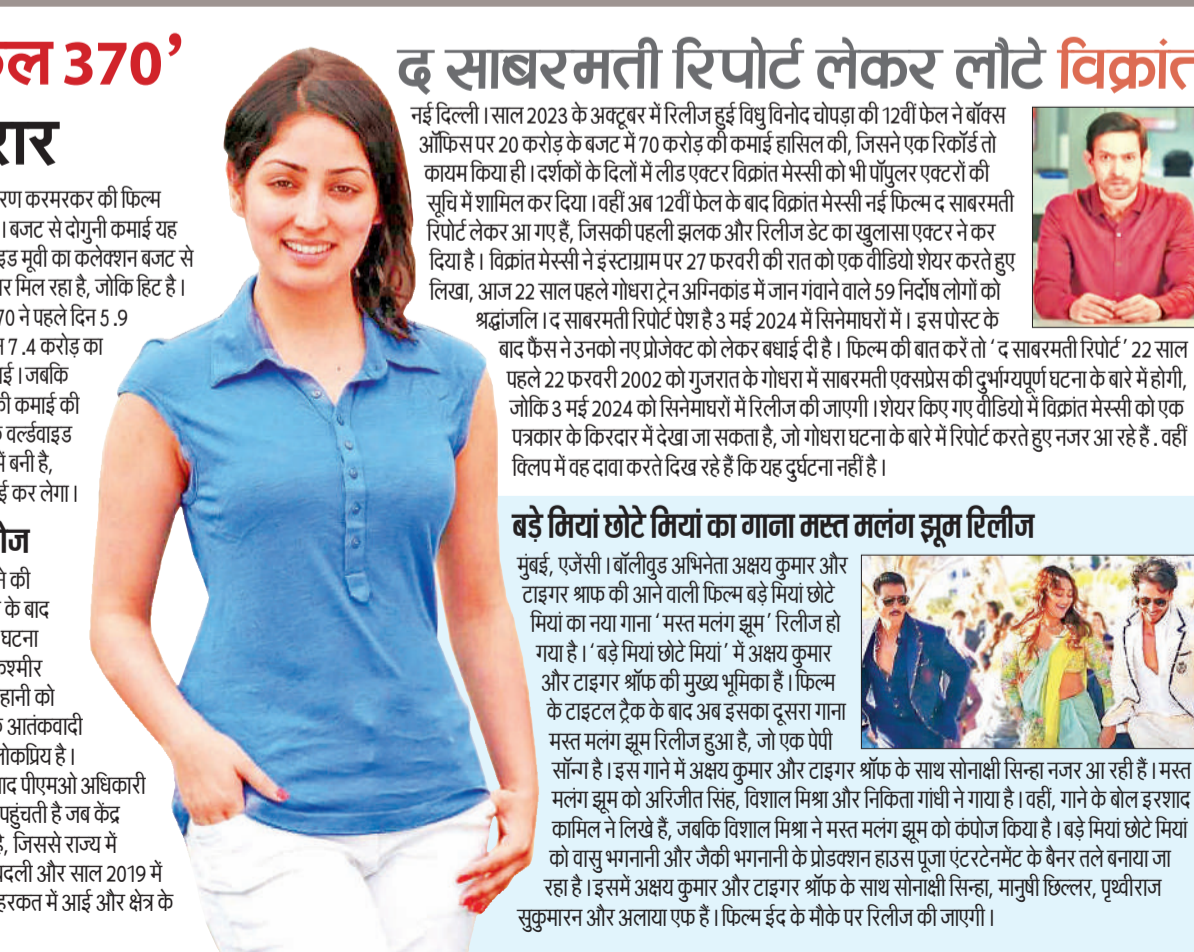 कल 370’
रार
रण करमरकर की फिल्म
। बजट से दोगुनी कमाई यह
इड मूवी का कलेक्शन बजट से
र मिल रहा है, जोकि हिट है।
70 ने पहले दिन 5.9
7.4 करोड़ का
ई। जबकि
की कमाई की
वर्ल्डवाइड
में बनी है,
ई कर लेगा।
ने की
के बाद
घटना
कश्मीर
हानी को
आतंकवादी
लोकप्रिय है।
बाद पीएमओ अधिकारी
पहुंचती है जब केंद्र
है, जिससे राज्य में
बदली और साल 2019 में
हरकत में आई और क्षेत्र के
द साबरमती रिपोर्ट लेकर लौटे विक्रांत
नई दिल्ली। साल 2023 के अक्टूबर में रिलीज हुई विधु विनोद चोपड़ा की 12वीं फेल ने बॉक्स
ऑफिस पर 20 करोड़ के बजट में 70 करोड़ की कमाई हासिल की, जिसने एक रिकॉर्ड तो
कायम किया ही। दर्शकों के दिलों में लीड एक्टर विक्रांत मेस्सी को भी पॉपुलर एक्टरों की
सूचि में शामिल कर दिया। वहीं अब 12वीं फेल के बाद विक्रांत मेस्सी नई फिल्म द साबरमती
रिपोर्ट लेकर आ गए हैं, जिसकी पहली झलक और रिलीज डेट का खुलासा एक्टर ने कर
दिया है। विक्रांत मेस्सी ने इंस्टाग्राम पर 27 फरवरी की रात को एक वीडियो शेयर करते हुए
लिखा, आज 22 साल पहले गोधरा ट्रेन अग्निकांड में जान गंवाने वाले 59 निर्दोष लोगों को
श्रद्धांजलि। द साबरमती रिपोर्ट पेश है 3 मई 2024 में सिनेमाघरों में। इस पोस्ट के
बाद फैंस ने उनको नए प्रोजेक्ट को लेकर बधाई दी है। फिल्म की बात करें तो ‘द साबरमती रिपोर्ट’ 22 साल
पहले 22 फरवरी 2002 को गुजरात के गोधरा में साबरमती एक्सप्रेस की दुर्भाग्यपूर्ण घटना के बारे में होगी,
जोकि 3 मई 2024 को सिनेमाघरों में रिलीज की जाएगी। शेयर किए गए वीडियो में विक्रांत मेस्सी को एक
पत्रकार के किरदार में देखा जा सकता है, जो गोधरा घटना के बारे में रिपोर्ट करते हुए नजर आ रहे हैं. वहीं
क्लिप में वह दावा करते दिख रहे हैं कि यह दुर्घटना नहीं है।
बड़े मियां छोटे मियां का गाना मस्त मलंग झूम रिलीज
मुंबई, एजेंसी। बॉलीवुड अभिनेता अक्षय कुमार और
टाइगर श्राफ की आने वाली फिल्म बड़े मियां छोटे
मियां का नया गाना ‘मस्त मलंग झूम’ रिलीज हो
गया है। ‘बड़े मियां छोटे मियां’ में अक्षय कुमार
और टाइगर श्रॉफ की मुख्य भूमिका हैं। फिल्म
के टाइटल ट्रैक के बाद अब इसका दूसरा गाना
मस्त मलंग झूम रिलीज हुआ है, जो एक पेपी
सॉन्ग है। इस गाने में अक्षय कुमार और टाइगर श्रॉफ के साथ सोनाक्षी सिन्हा नजर आ रही हैं। मस्त
मलंग झूम को अरिजीत सिंह, विशाल मिश्रा और निकिता गांधी ने गाया है। वहीं, गाने के बोल इरशाद
कामिल ने लिखे हैं, जबकि विशाल मिश्रा ने मस्त मलंग झूम को कंपोज किया है। बड़े मियां छोटे मियां
को वासु भगनानी और जैकी भगनानी के प्रोडक्शन हाउस पूजा एंटरटेनमेंट के बैनर तले बनाया जा
रहा है। इसमें अक्षय कुमार और टाइगर श्रॉफ के साथ सोनाक्षी सिन्हा, मानुषी छिल्लर, पृथ्वीराज
सुकुमारन और अलाया एफ हैं। फिल्म ईद के मौके पर रिलीज की जाएगी।